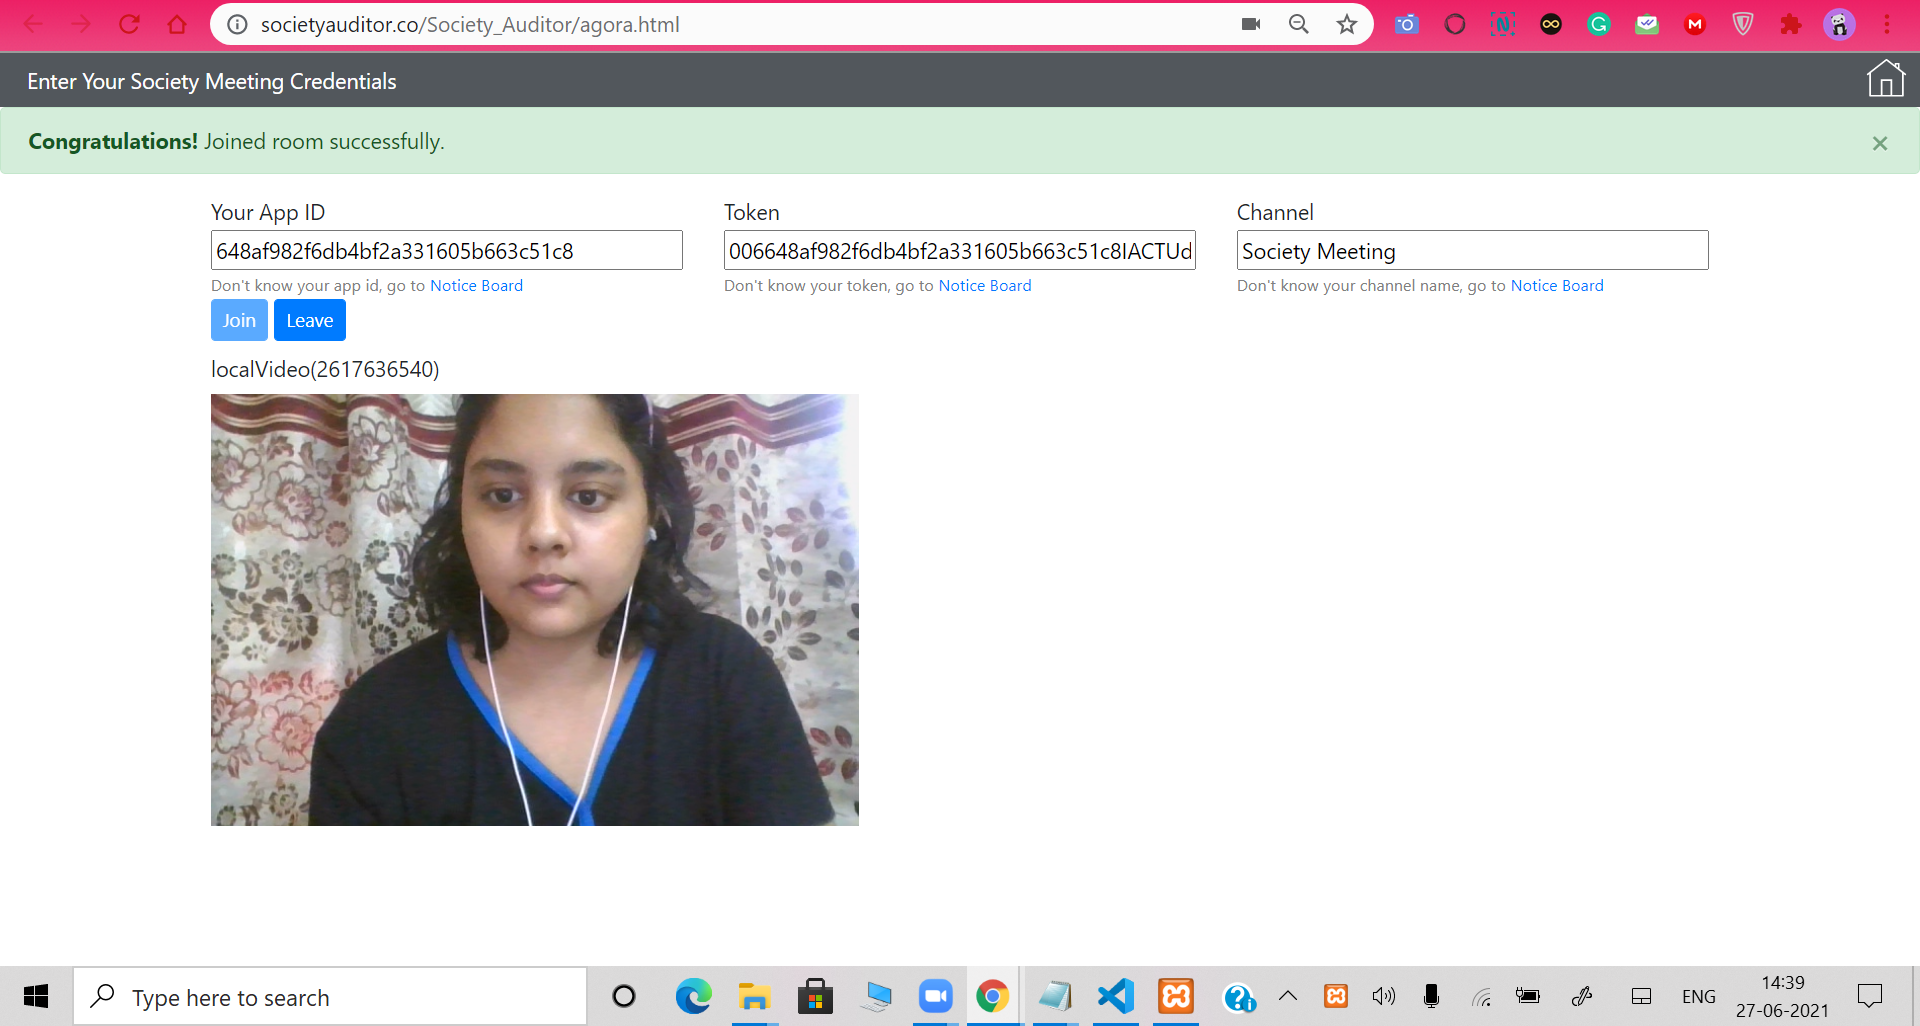 societyauditor.co/Society_Auditor/agora.html
Enter Your Society Meeting Credentials
Congratulations! Joined room successfully.
×
Your App ID
Token
Channel
648af982f6db4bf2a331605b663c51c8
006648af982f6db4bf2a331605b663c51c8IACTUd
Society Meeting
Don't know your app id, go to Notice Board
Don't know your token, go to Notice Board
Don't know your channel name, go to Notice Board
Join
Leave
localVideo(2617636540)
Type here to search
ENG
14:39
27-06-2021